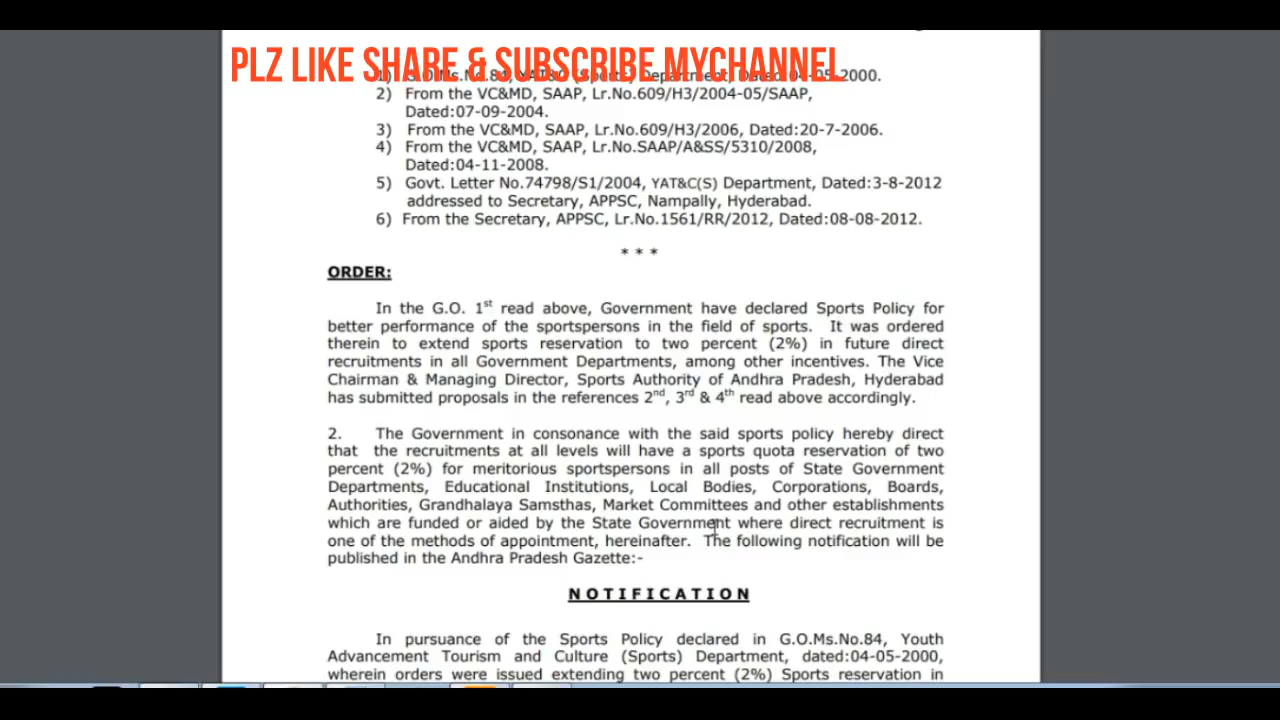 PLZ LIKE SHARE & SUBSCRIBE MYCHANNEL
1) G.O.Ms.No.84, YAT&C (Sports) Department, Dated:04-05-2000.
2) From the VC&MD, SAAP, Lr.No.609/H3/2004-05/SAAP,
Dated:07-09-2004.
3) From the VC&MD, SAAP, Lr.No.609/H3/2006, Dated:20-7-2006.
4) From the VC&MD, SAAP, Lr.No.SAAP/A&SS/5310/2008,
Dated:04-11-2008.
5) Govt. Letter No.74798/S1/2004, YAT&C(S) Department, Dated:3-8-2012
addressed to Secretary, APPSC, Nampally, Hyderabad.
6) From the Secretary, APPSC, Lr.No.1561/RR/2012, Dated:08-08-2012.
* * *
ORDER:
In the G.O. 1st read above, Government have declared Sports Policy for
better performance of the sportspersons in the field of sports. It was ordered
therein to extend sports reservation to two percent (2%) in future direct
recruitments in all Government Departments, among other incentives. The Vice
Chairman & Managing Director, Sports Authority of Andhra Pradesh, Hyderabad
has submitted proposals in the references 2nd, 3rd & 4th read above accordingly.
2. The Government in consonance with the said sports policy hereby direct
that the recruitments at all levels will have a sports quota reservation of two
percent (2%) for meritorious sportspersons in all posts of State Government
Departments, Educational Institutions, Local Bodies, Corporations, Boards,
Authorities, Grandhalaya Samsthas, Market Committees and other establishments
which are funded or aided by the State Government where direct recruitment is
one of the methods of appointment, hereinafter. The following notification will be
published in the Andhra Pradesh Gazette:-
NOTIFICATION
In pursuance of the Sports Policy declared in G.O.Ms.No.84, Youth
Advancement Tourism and Culture (Sports) Department, dated:04-05-2000,
wherein orders were issued extending two percent (2%) Sports reservation in